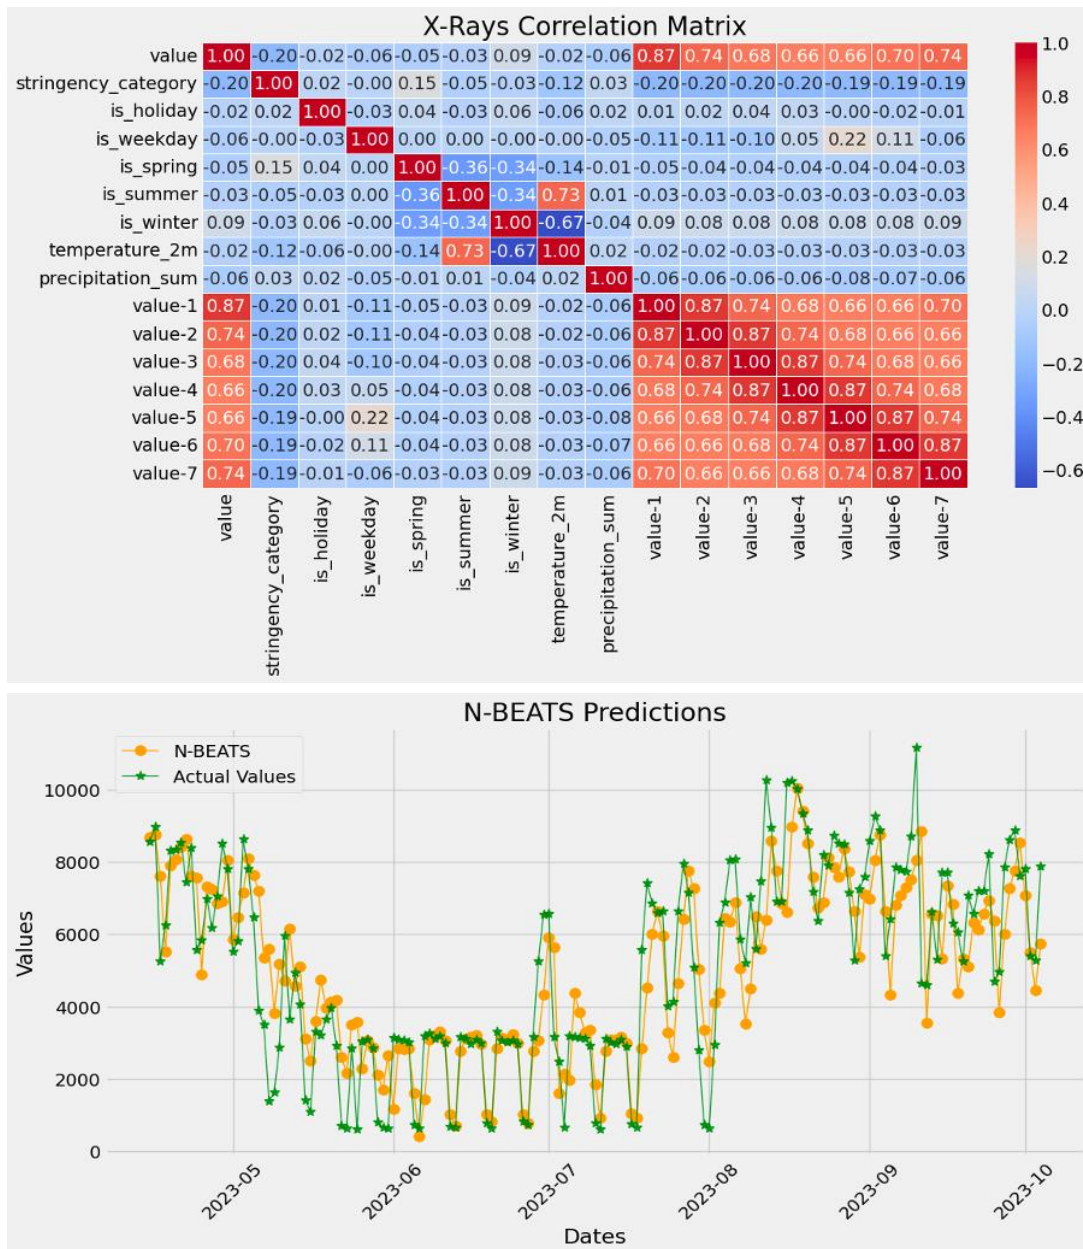 X-Rays Correlation Matrix
value 1.00 -0.20 -0.02 -0.06 -0.05 -0.03 0.09 -0.02 -0.06 0.87 0.74 0.68 0.66 0.66 0.70 0.74
stringency_category -0.20 1.00 0.02 -0.00 0.15 -0.05 -0.03 -0.12 0.03 -0.20 -0.20 -0.20 -0.20 -0.19 -0.19 -0.19
is_holiday -0.02 0.02 1.00 -0.03 0.04 -0.03 0.06 -0.06 0.02 0.01 0.02 0.04 0.03 -0.00 -0.02 -0.01
is_weekday -0.06 -0.00 -0.03 1.00 0.00 0.00 -0.00 -0.00 -0.05 -0.11 -0.11 -0.10 0.05 0.22 0.11 -0.06
is_spring -0.05 0.15 0.04 0.00 1.00 -0.36 -0.34 -0.14 -0.01 -0.05 -0.04 -0.04 -0.04 -0.04 -0.04 -0.03
is_summer -0.03 -0.05 -0.03 0.00 -0.36 1.00 -0.34 0.73 0.01 -0.03 -0.03 -0.03 -0.03 -0.03 -0.03 -0.03
is_winter 0.09 -0.03 0.06 -0.00 -0.34 -0.34 1.00 -0.67 -0.04 0.09 0.08 0.08 0.08 0.08 0.08 0.09
temperature_2m -0.02 -0.12 -0.06 -0.00 -0.14 0.73 -0.67 1.00 0.02 -0.02 -0.02 -0.03 -0.03 -0.03 -0.03 -0.03
precipitation_sum -0.06 0.03 0.02 -0.05 -0.01 0.01 -0.04 0.02 1.00 -0.06 -0.06 -0.06 -0.06 -0.08 -0.07 -0.06
value-1 0.87 -0.20 0.01 -0.11 -0.05 -0.03 0.09 -0.02 -0.06 1.00 0.87 0.74 0.68 0.66 0.66 0.70
value-2 0.74 -0.20 0.02 -0.11 -0.04 -0.03 0.08 -0.02 -0.06 0.87 1.00 0.87 0.74 0.68 0.66 0.66
value-3 0.68 -0.20 0.04 -0.10 -0.04 -0.03 0.08 -0.03 -0.06 0.74 0.87 1.00 0.87 0.74 0.68 0.66
value-4 0.66 -0.20 0.03 0.05 -0.04 -0.03 0.08 -0.03 -0.06 0.68 0.74 0.87 1.00 0.87 0.74 0.68
value-5 0.66 -0.19 -0.00 0.22 -0.04 -0.03 0.08 -0.03 -0.08 0.66 0.68 0.74 0.87 1.00 0.87 0.74
value-6 0.70 -0.19 -0.02 0.11 -0.04 -0.03 0.08 -0.03 -0.07 0.66 0.66 0.68 0.74 0.87 1.00 0.87
value-7 0.74 -0.19 -0.01 -0.06 -0.03 -0.03 0.09 -0.03 -0.06 0.70 0.66 0.66 0.68 0.74 0.87 1.00
value stringency_category is_holiday is_weekday is_spring is_summer is_winter temperature_2m precipitation_sum value-1 value-2 value-3 value-4 value-5 value-6 value-7
1.0
0.8
0.6
0.4
0.2
0.0
−0.2
−0.4
−0.6
N-BEATS Predictions
N-BEATS
Actual Values
Values
10000
8000
6000
4000
2000
0
2023-05 2023-06 2023-07 2023-08 2023-09 2023-10
Dates